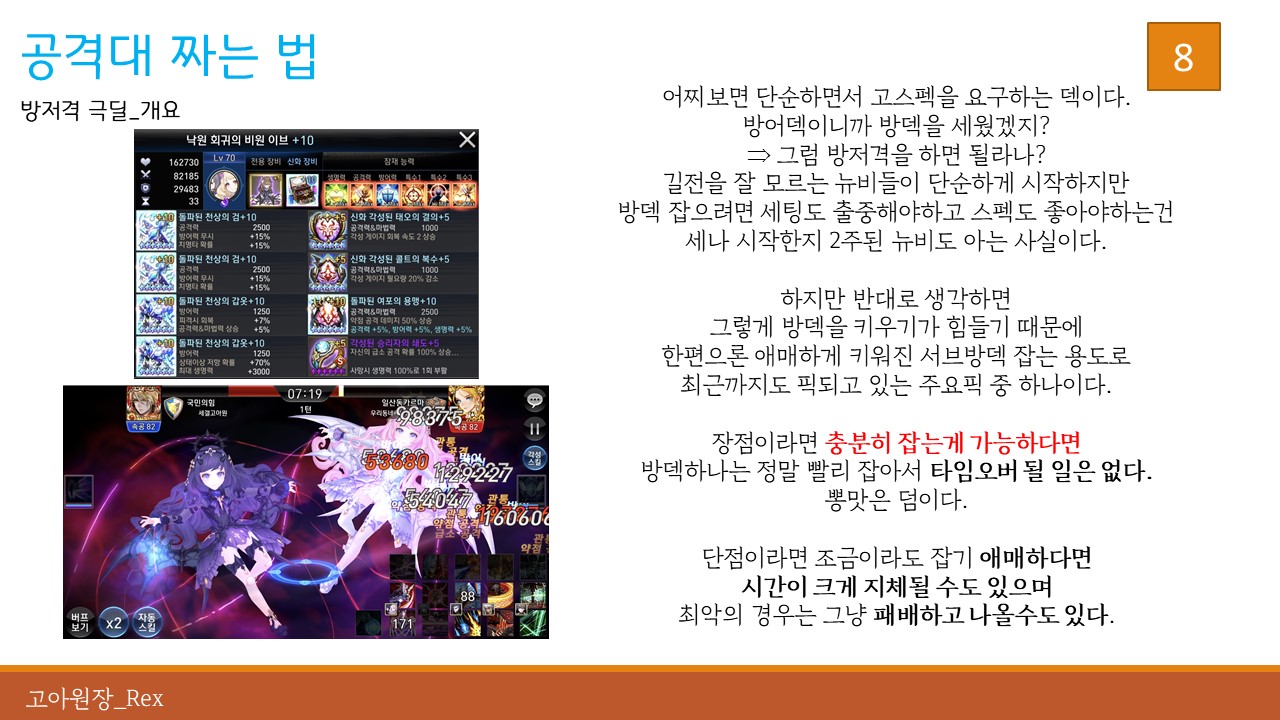 공격대 짜는 법
8
방저격 극딜_개요
낙원 회귀의 비원 이브 +10
162730
82185
29483
33
Lv 70
전용 장비
신화 장비
잠재 능력
생명력 공격력 방어력 특수1 특수2 특수3
돌파된 천상의 검+10
공격력 2500
방어력 무시 +15%
치명타 확률 +15%
신화 각성된 태오의 결의+5
공격력&마법력 1000
각성 게이지 회복 속도 2 상승
돌파된 천상의 검+10
공격력 2500
방어력 무시 +15%
치명타 확률 +15%
신화 각성된 콜트의 복수+5
공격력&마법력 1000
각성 게이지 필요량 20% 감소
돌파된 천상의 갑옷+10
방어력 1250
피격시 회복 +7%
공격력&마법력 상승 +5%
돌파된 여포의 용맹+10
공격력&마법력 2500
약점 공격 데미지 50% 상승
공격력 +5%, 방어력 +5%, 생명력 +5%
돌파된 천상의 갑옷+10
방어력 1250
상태이상 저항 확률 +70%
최대 생명력 +3000
각성된 승리자의 쇄도+5
자신의 급소 공격 확률 100% 상승...
사망시 생명력 100%로 1회 부활
국민의힘
세결고아원
속공 82
07:19
1턴
일산동카르마
우리동네
속공 82
각성
스킬
98375
53680
1129227
54047
160606
관통
약점 공격
급소 공격
88
171
버프
보기
x2
자동
스킬
어찌보면 단순하면서 고스펙을 요구하는 덱이다.
방어덱이니까 방덱을 세웠겠지?
⇒ 그럼 방저격을 하면 될라나?
길전을 잘 모르는 뉴비들이 단순하게 시작하지만
방덱 잡으려면 세팅도 출중해야하고 스펙도 좋아야하는건
세나 시작한지 2주된 뉴비도 아는 사실이다.
하지만 반대로 생각하면
그렇게 방덱을 키우기가 힘들기 때문에
한편으론 애매하게 키워진 서브방덱 잡는 용도로
최근까지도 픽되고 있는 주요픽 중 하나이다.
장점이라면 충분히 잡는게 가능하다면
방덱하나는 정말 빨리 잡아서 타임오버 될 일은 없다.
뽕맛은 덤이다.
단점이라면 조금이라도 잡기 애매하다면
시간이 크게 지체될 수도 있으며
최악의 경우는 그냥 패배하고 나올수도 있다.
고아원장_Rex